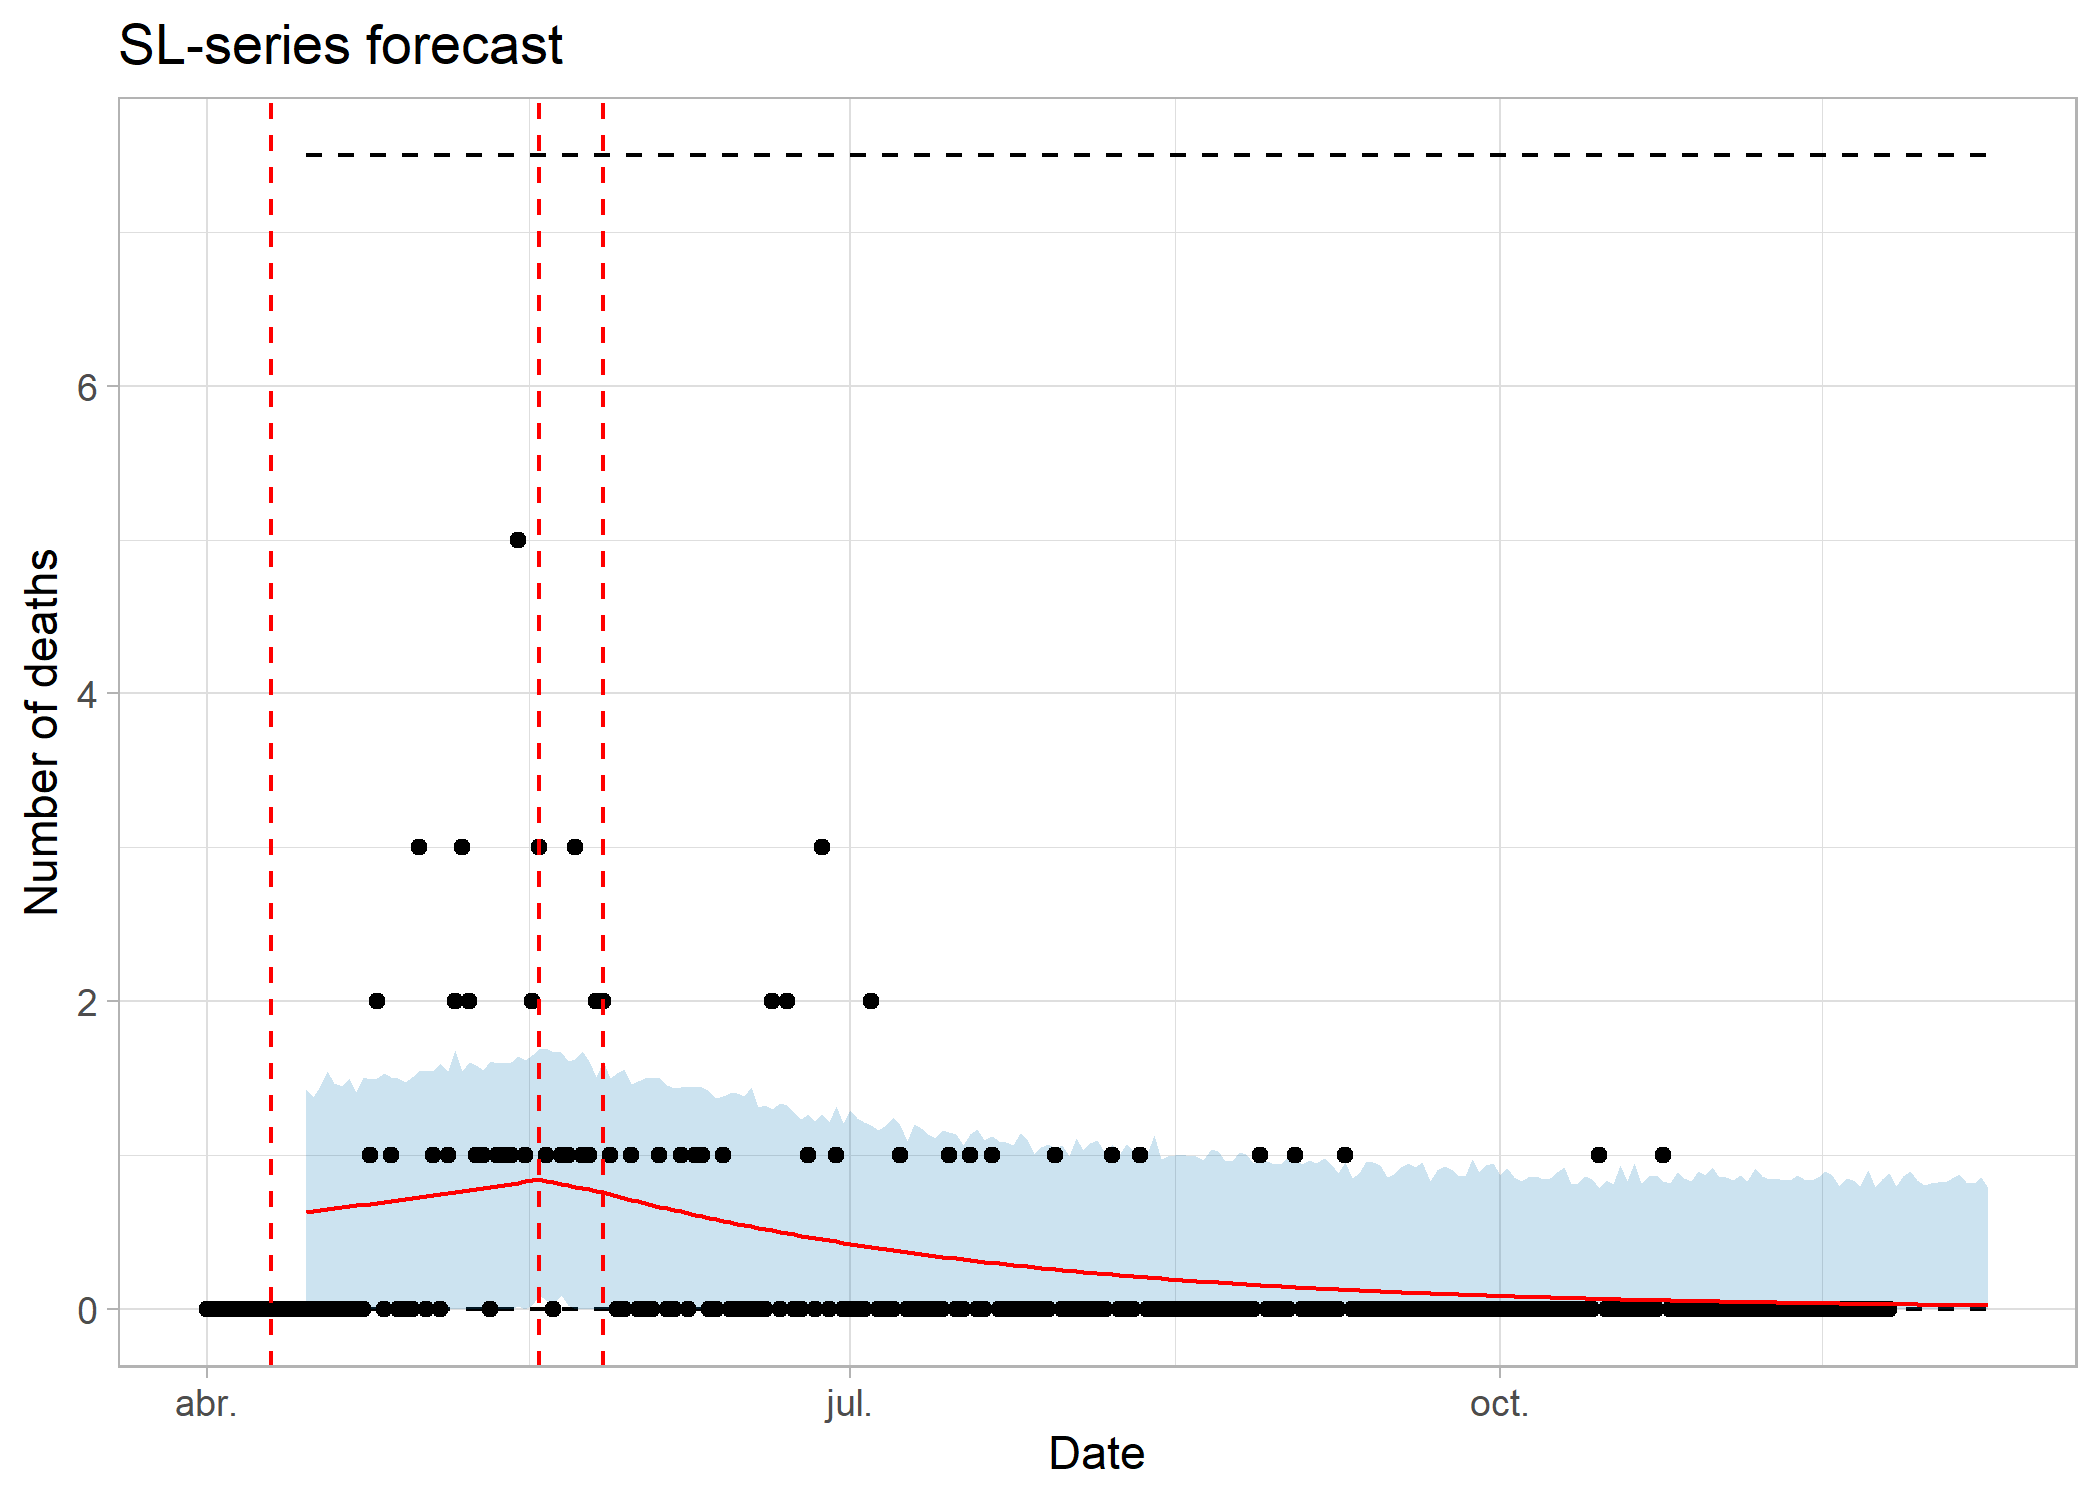 SL-series forecast
Number of deaths
6
4
2
0
abr.
jul.
oct.
Date